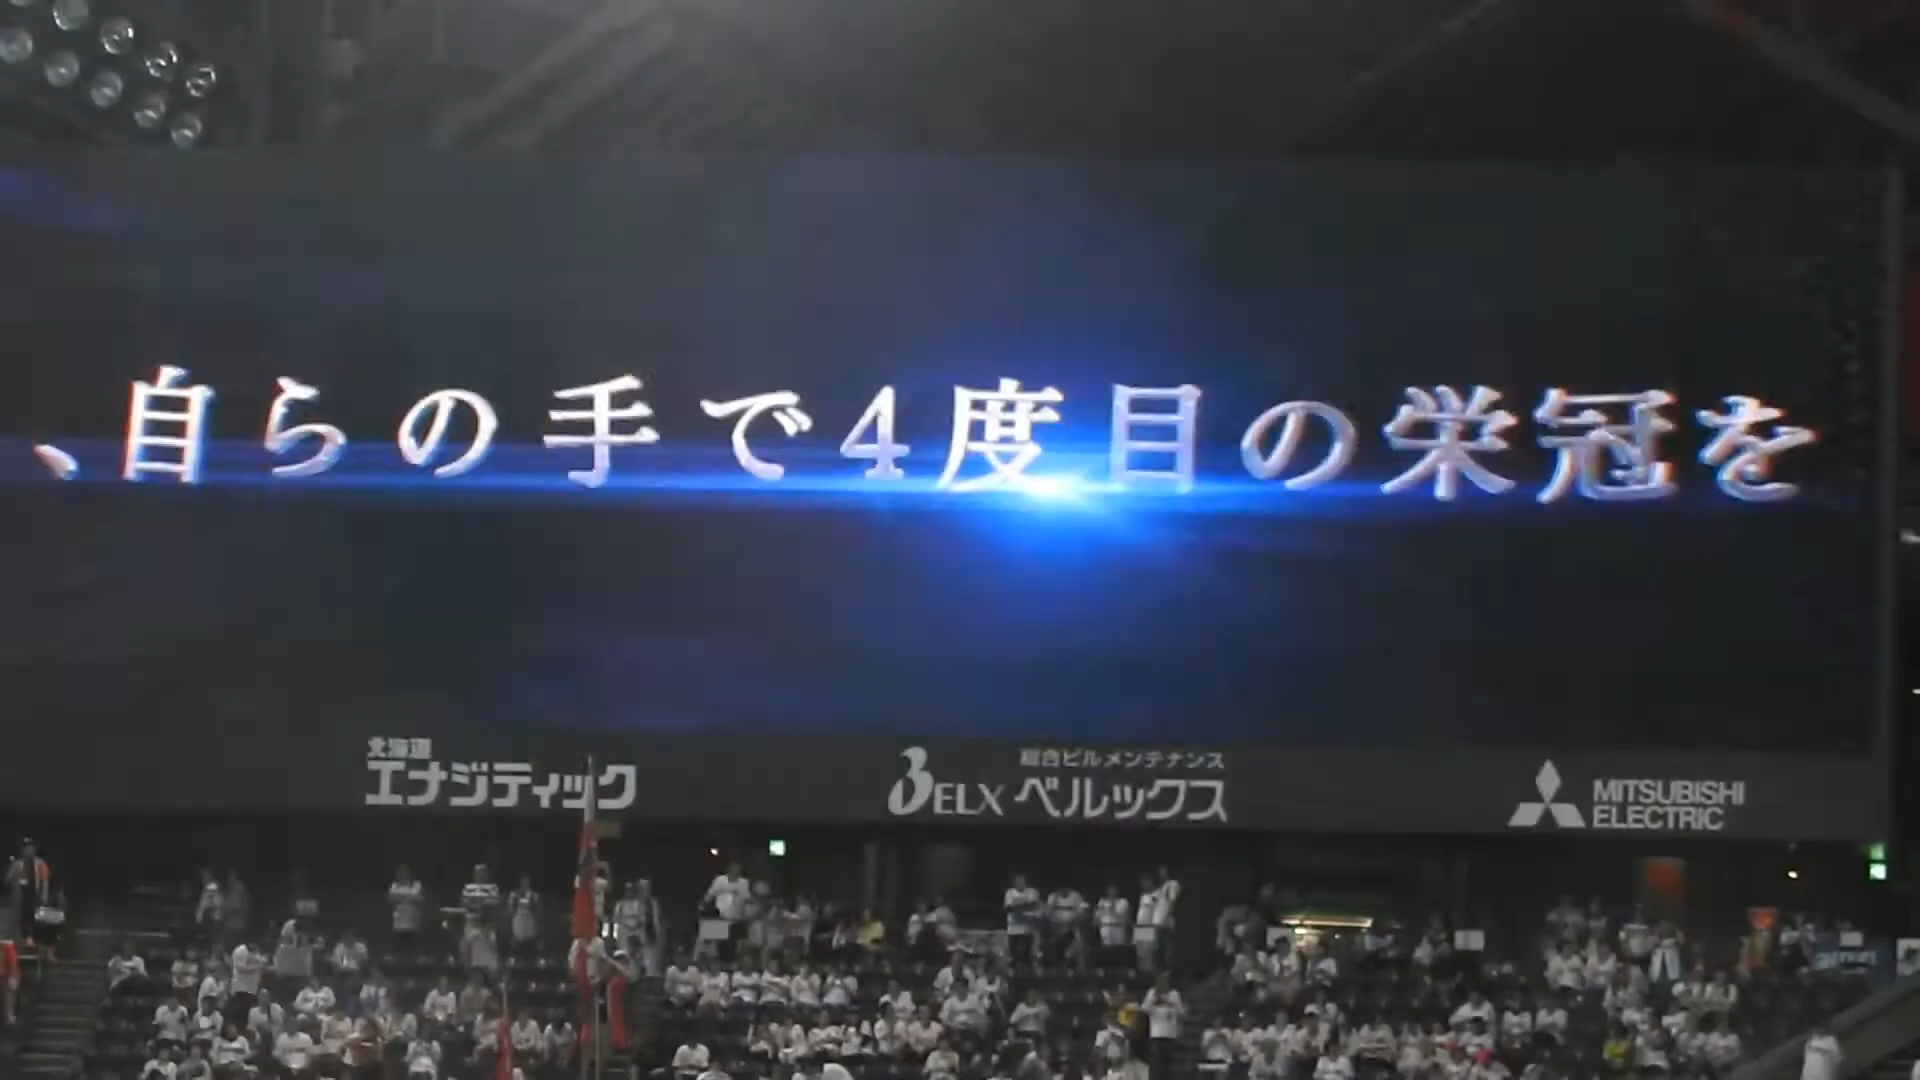 、自らの手で4度目の栄冠を
北海道
エナジティック
BELX 総合ビルメンテナンス
ベルックス
MITSUBISHI
ELECTRIC